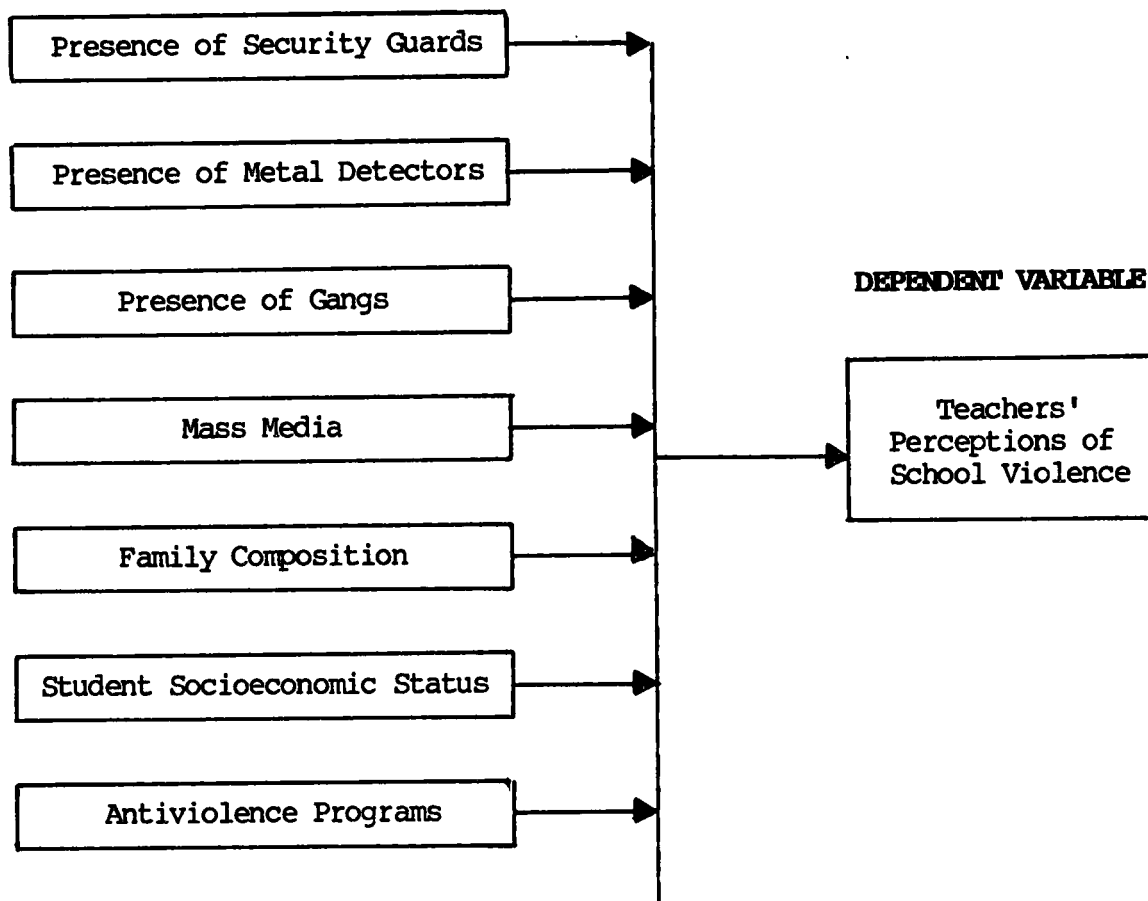 Presence of Security Guards
Presence of Metal Detectors
Presence of Gangs
Mass Media
Family Composition
Student Socioeconomic Status
Antiviolence Programs
DEPENDENT VARIABLE
Teachers'
Perceptions of
School Violence